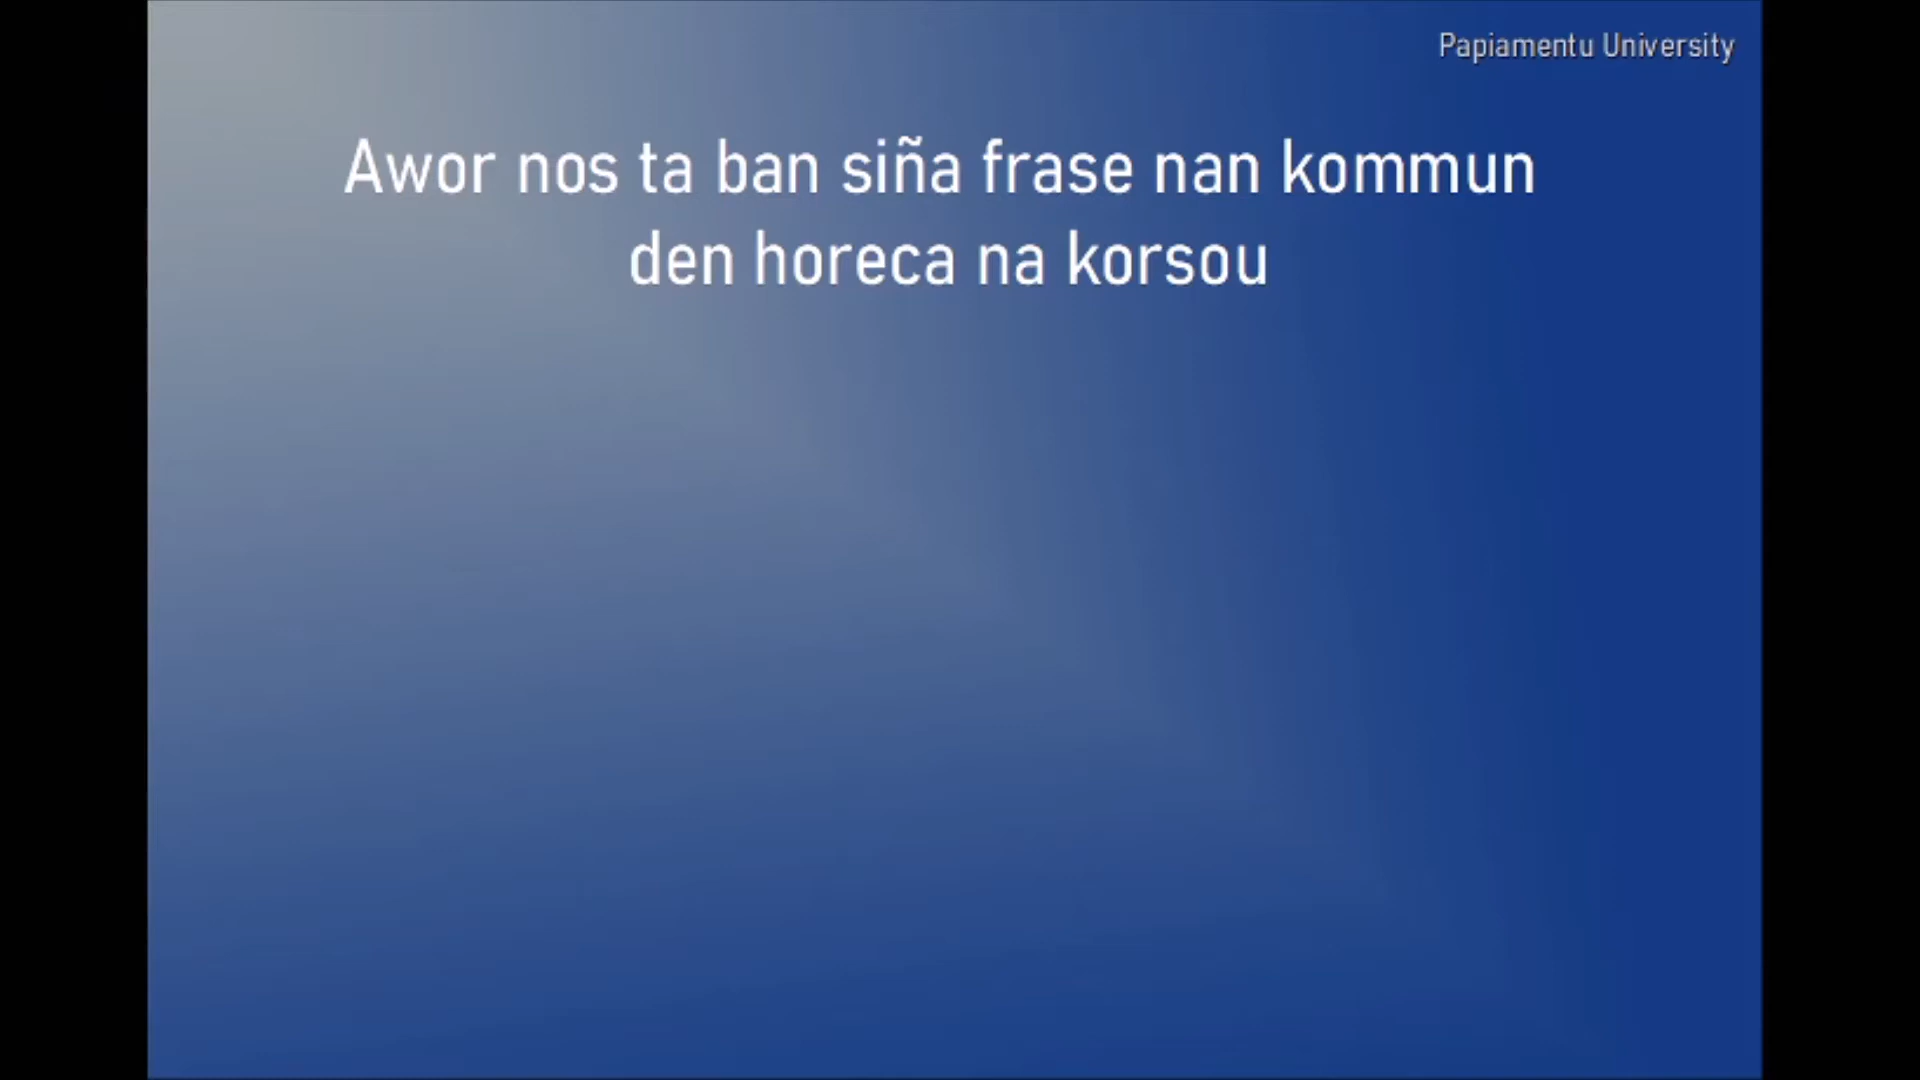 Papiamentu University
Awor nos ta ban siña frase nan kommun
den horeca na korsou